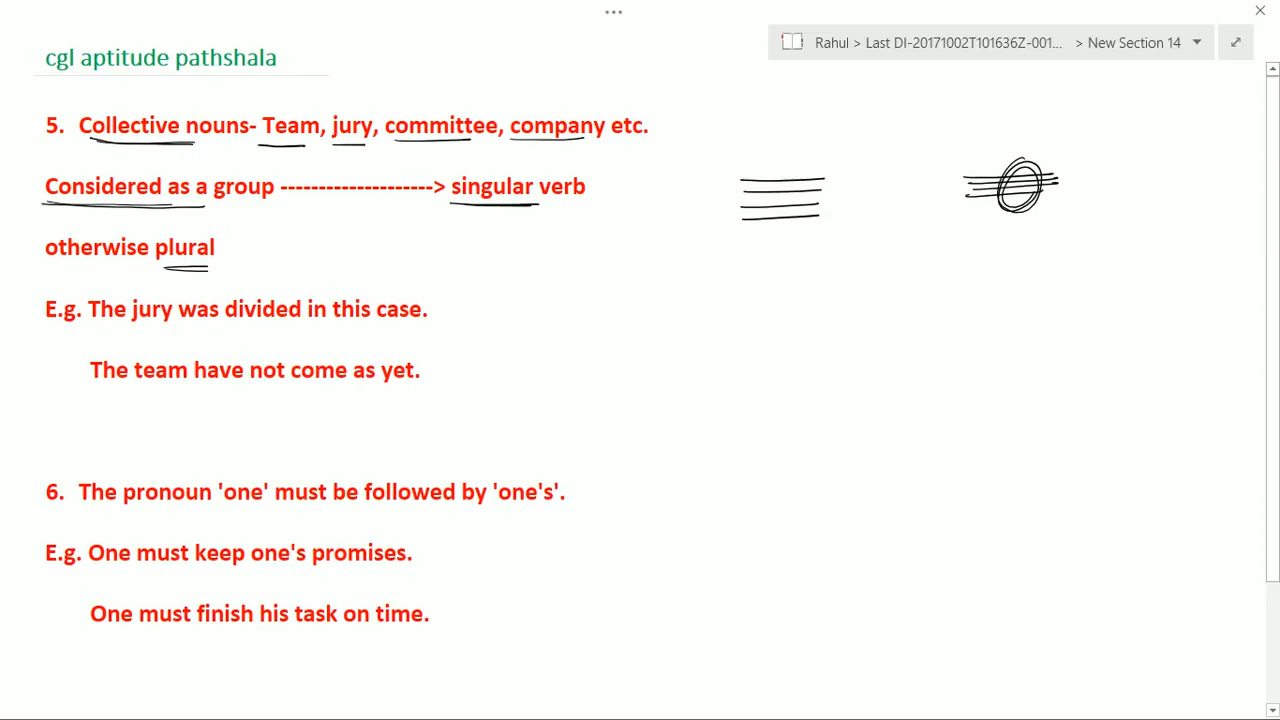 cgl aptitude pathshala
Rahul > Last DI-20171002T101636Z-001... > New Section 14
5. Collective nouns- Team, jury, committee, company etc.
Considered as a group --------------------> singular verb
otherwise plural
E.g. The jury was divided in this case.
The team have not come as yet.
6. The pronoun 'one' must be followed by 'one's'.
E.g. One must keep one's promises.
One must finish his task on time.